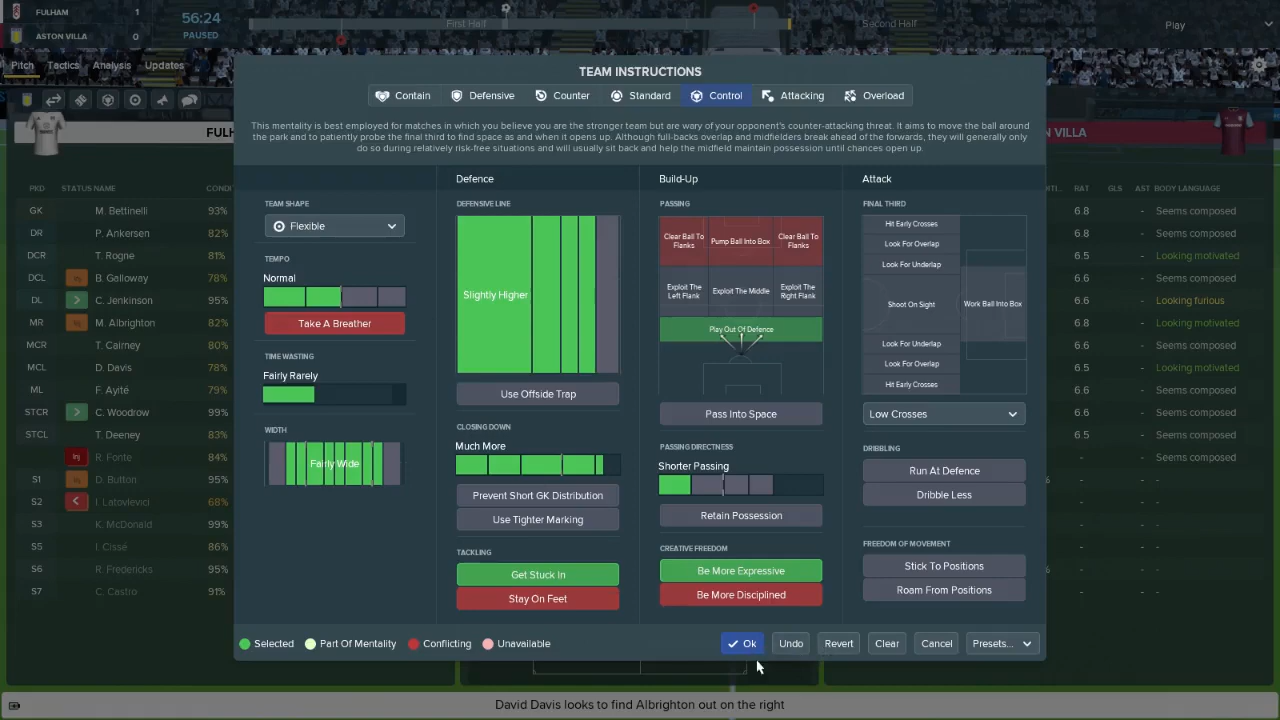 FULHAM 1
ASTON VILLA 0
56:24
PAUSED
First Half
Second Half
Play
Pitch Tactics Analysis Updates
TEAM INSTRUCTIONS
Contain Defensive Counter Standard Control Attacking Overload
This mentality is best employed for matches in which you believe you are the stronger team but are wary of your opponent's counter-attacking threat. It aims to move the ball around
the park and to patiently probe the final third to find space as and when it opens up. Although full-backs overlap and midfielders break ahead of the forwards, they will generally only
do so during relatively risk-free situations and will usually sit back and help the midfield maintain possession until chances open up.
TEAM SHAPE
Flexible
TEMPO
Normal
Take A Breather
TIME WASTING
Fairly Rarely
WIDTH
Fairly Wide
Defence
DEFENSIVE LINE
Slightly Higher
Use Offside Trap
CLOSING DOWN
Much More
Prevent Short GK Distribution
Use Tighter Marking
TACKLING
Get Stuck In
Stay On Feet
Build-Up
PASSING
Clear Ball To Flanks
Pump Ball Into Box
Clear Ball To Flanks
Exploit The Left Flank
Exploit The Middle
Exploit The Right Flank
Play Out Of Defence
Pass Into Space
PASSING DIRECTNESS
Shorter Passing
Retain Possession
CREATIVE FREEDOM
Be More Expressive
Be More Disciplined
Attack
FINAL THIRD
Hit Early Crosses
Look For Overlap
Look For Underlap
Shoot On Sight
Work Ball Into Box
Look For Underlap
Look For Overlap
Hit Early Crosses
Low Crosses
DRIBBLING
Run At Defence
Dribble Less
FREEDOM OF MOVEMENT
Stick To Positions
Roam From Positions
Selected Part Of Mentality Conflicting Unavailable
Ok Undo Revert Clear Cancel Presets...
FULH
N VILLA
PKD STATUS NAME CONDI
GK M. Bettinelli 93%
DR P. Ankersen 82%
DCR T. Rogne 81%
DCL B. Galloway 78%
DL C. Jenkinson 95%
MR M. Albrighton 82%
MCR T. Cairney 80%
MCL D. Davis 78%
ML F. Ayité 79%
STCR C. Woodrow 99%
STCL T. Deeney 83%
Inj R. Fonte 84%
S1 D. Button 95%
S2 I. Latovlevici 68%
S3 K. McDonald 99%
S5 I. Cissé 86%
S6 R. Fredericks 95%
S7 C. Castro 91%
RAT GLS AST BODY LANGUAGE
6.8 - Seems composed
6.8 - Seems composed
6.5 - Looking motivated
6.6 - Seems composed
6.6 - Looking furious
6.8 - Looking motivated
6.6 - Seems composed
6.5 - Looking motivated
6.6 - Seems composed
6.6 - Seems composed
6.5 - Seems composed
- Seems composed
David Davis looks to find Albrighton out on the right